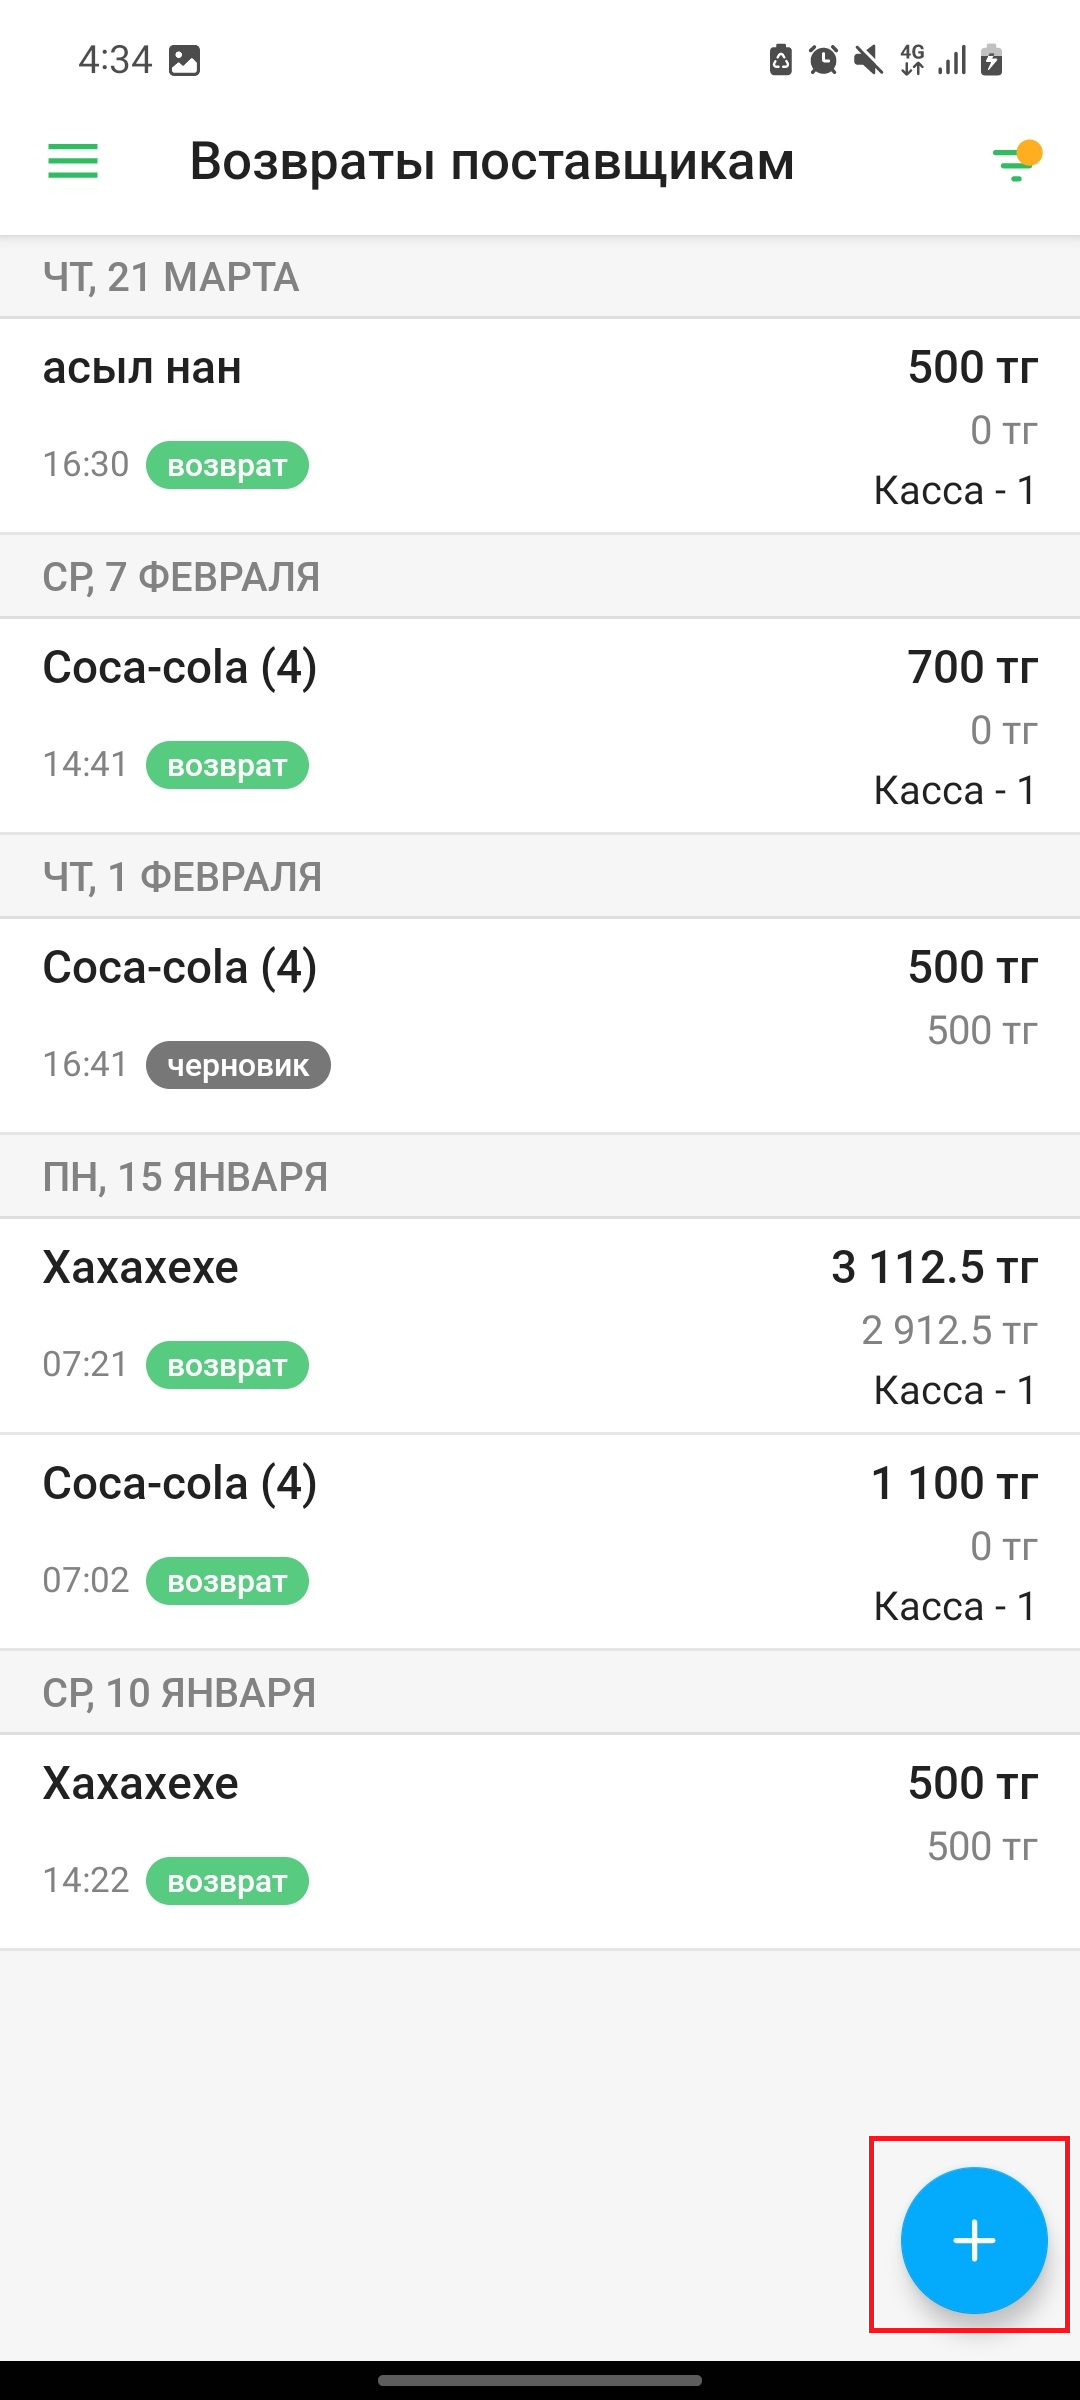 4:34
4G
Возвраты поставщикам
ЧТ, 21 МАРТА
асыл нан
500 тг
0 тг
16:30 возврат
Касса - 1
СР, 7 ФЕВРАЛЯ
Coca-cola (4)
700 тг
0 тг
14:41 возврат
Касса - 1
ЧТ, 1 ФЕВРАЛЯ
Coca-cola (4)
500 тг
500 тг
16:41 черновик
ПН, 15 ЯНВАРЯ
Хахахехе
3 112.5 тг
2 912.5 тг
07:21 возврат
Касса - 1
Coca-cola (4)
1 100 тг
0 тг
07:02 возврат
Касса - 1
СР, 10 ЯНВАРЯ
Хахахехе
500 тг
500 тг
14:22 возврат